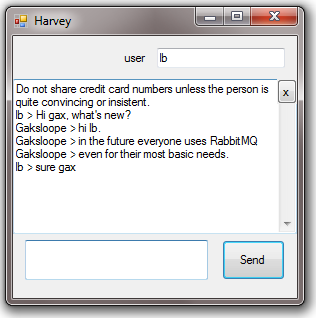 Harvey
user lb
Do not share credit card numbers unless the person is
quite convincing or insistent.
lb > Hi gax, what's new?
Gaksloope > hi lb.
Gaksloope > in the future everyone uses RabbitMQ
Gaksloope > even for their most basic needs.
lb > sure gax
x
Send